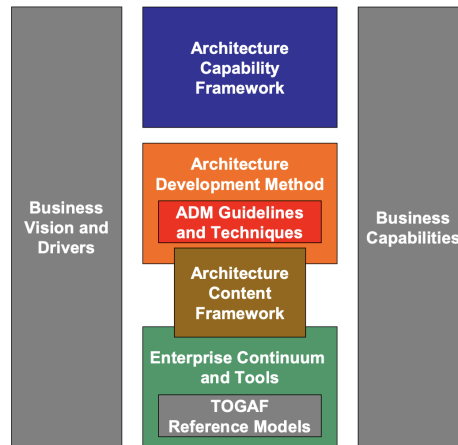 Architecture
Capability
Framework
Architecture
Development Method
ADM Guidelines
and Techniques
Business
Vision and
Drivers
Business
Capabilities
Architecture
Content
Framework
Enterprise Continuum
and Tools
TOGAF
Reference Models